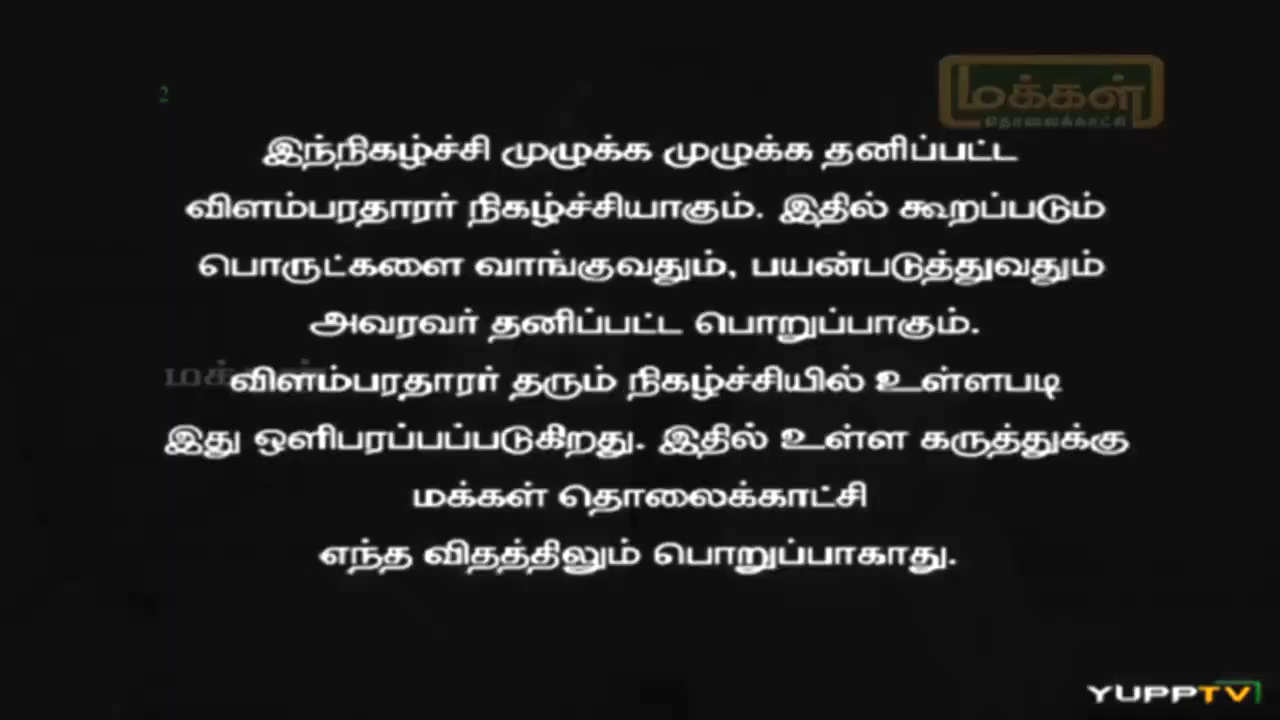 2
மக்கள்
தொலைக்காட்சி
இந்நிகழ்ச்சி முழுக்க முழுக்க தனிப்பட்ட
விளம்பரதாரர் நிகழ்ச்சியாகும். இதில் கூறப்படும்
பொருட்களை வாங்குவதும், பயன்படுத்துவதும்
அவரவர் தனிப்பட்ட பொறுப்பாகும்.
விளம்பரதாரர் தரும் நிகழ்ச்சியில் உள்ளபடி
இது ஒளிபரப்பப்படுகிறது. இதில் உள்ள கருத்துக்கு
மக்கள் தொலைக்காட்சி
எந்த விதத்திலும் பொறுப்பாகாது.
YUPPTV